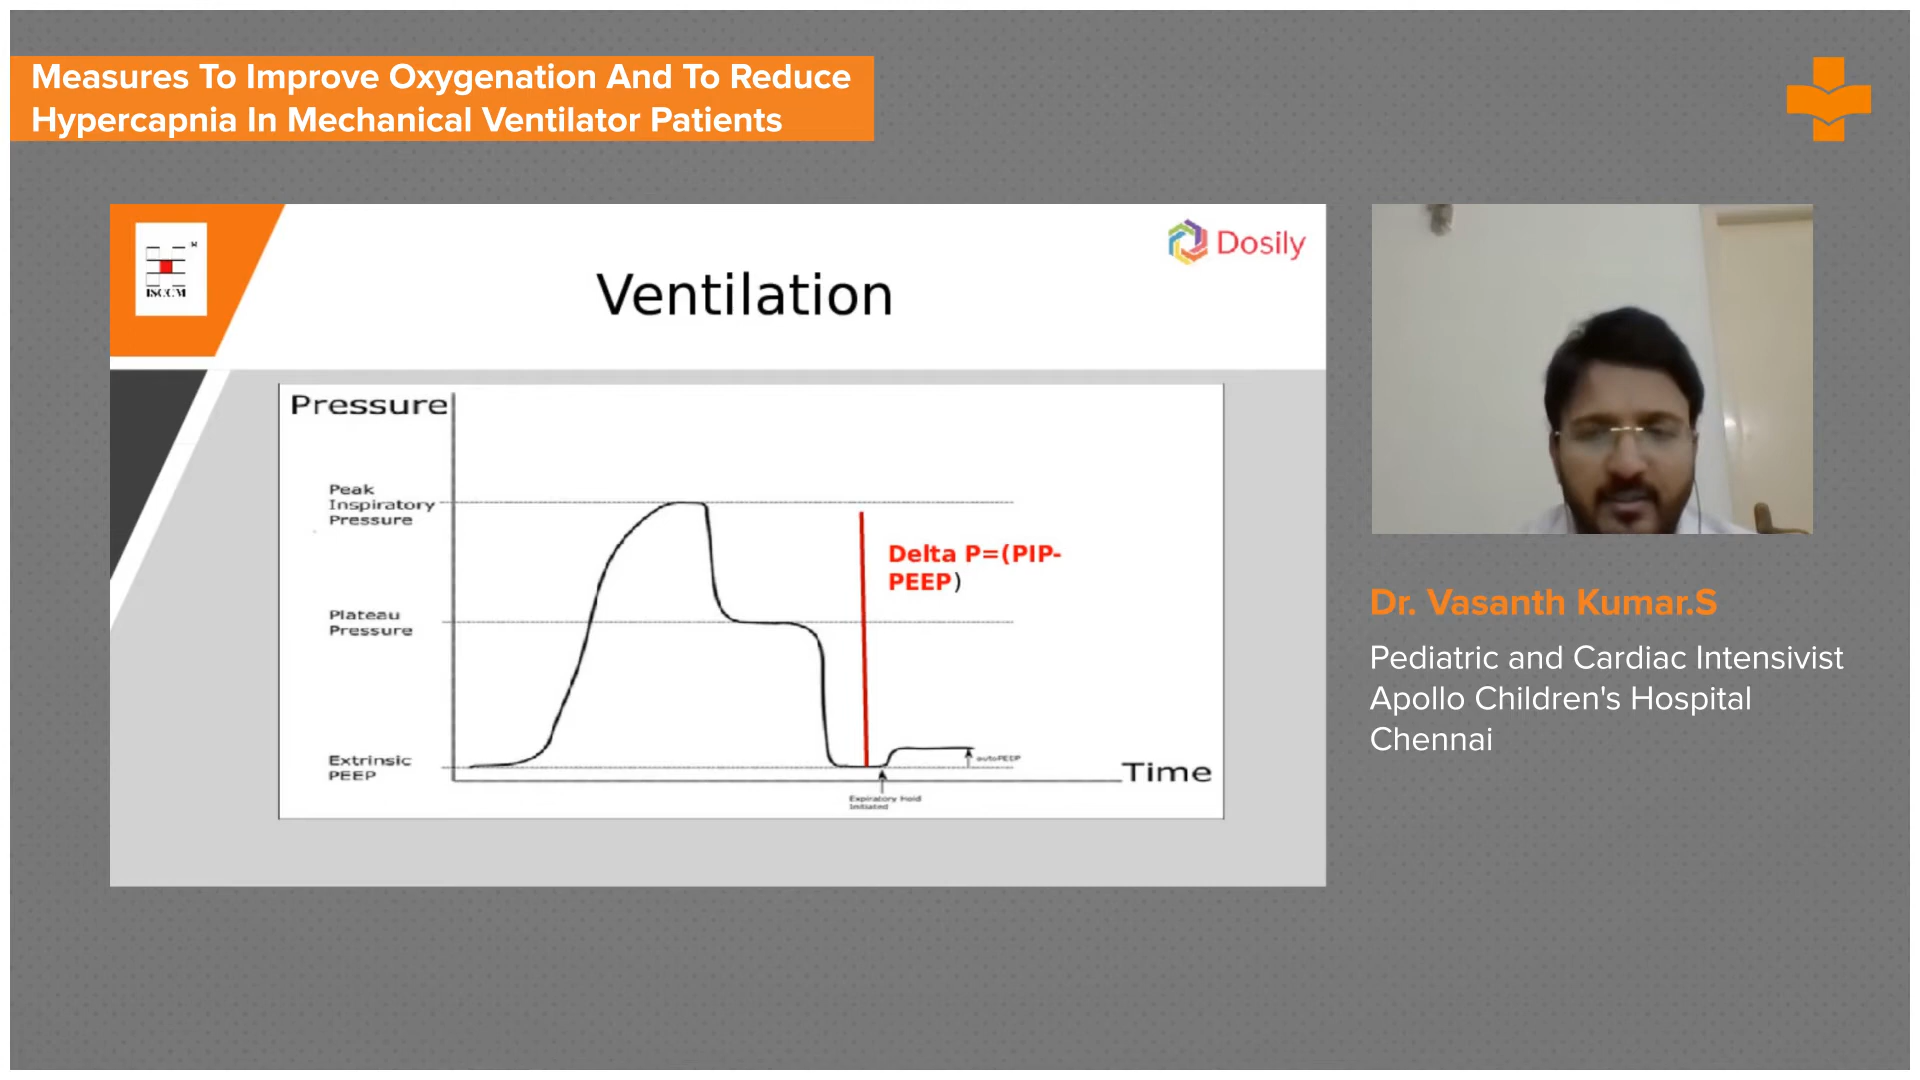 Measures To Improve Oxygenation And To Reduce
Hypercapnia In Mechanical Ventilator Patients
ISCCM
Dosily
Ventilation
Pressure
Peak
Inspiratory
Pressure
Delta P=(PIP-
PEEP)
Plateau
Pressure
Extrinsic
PEEP
autoPEEP
Time
Expiratory Hold
Initiated
Dr. Vasanth Kumar.S
Pediatric and Cardiac Intensivist
Apollo Children's Hospital
Chennai